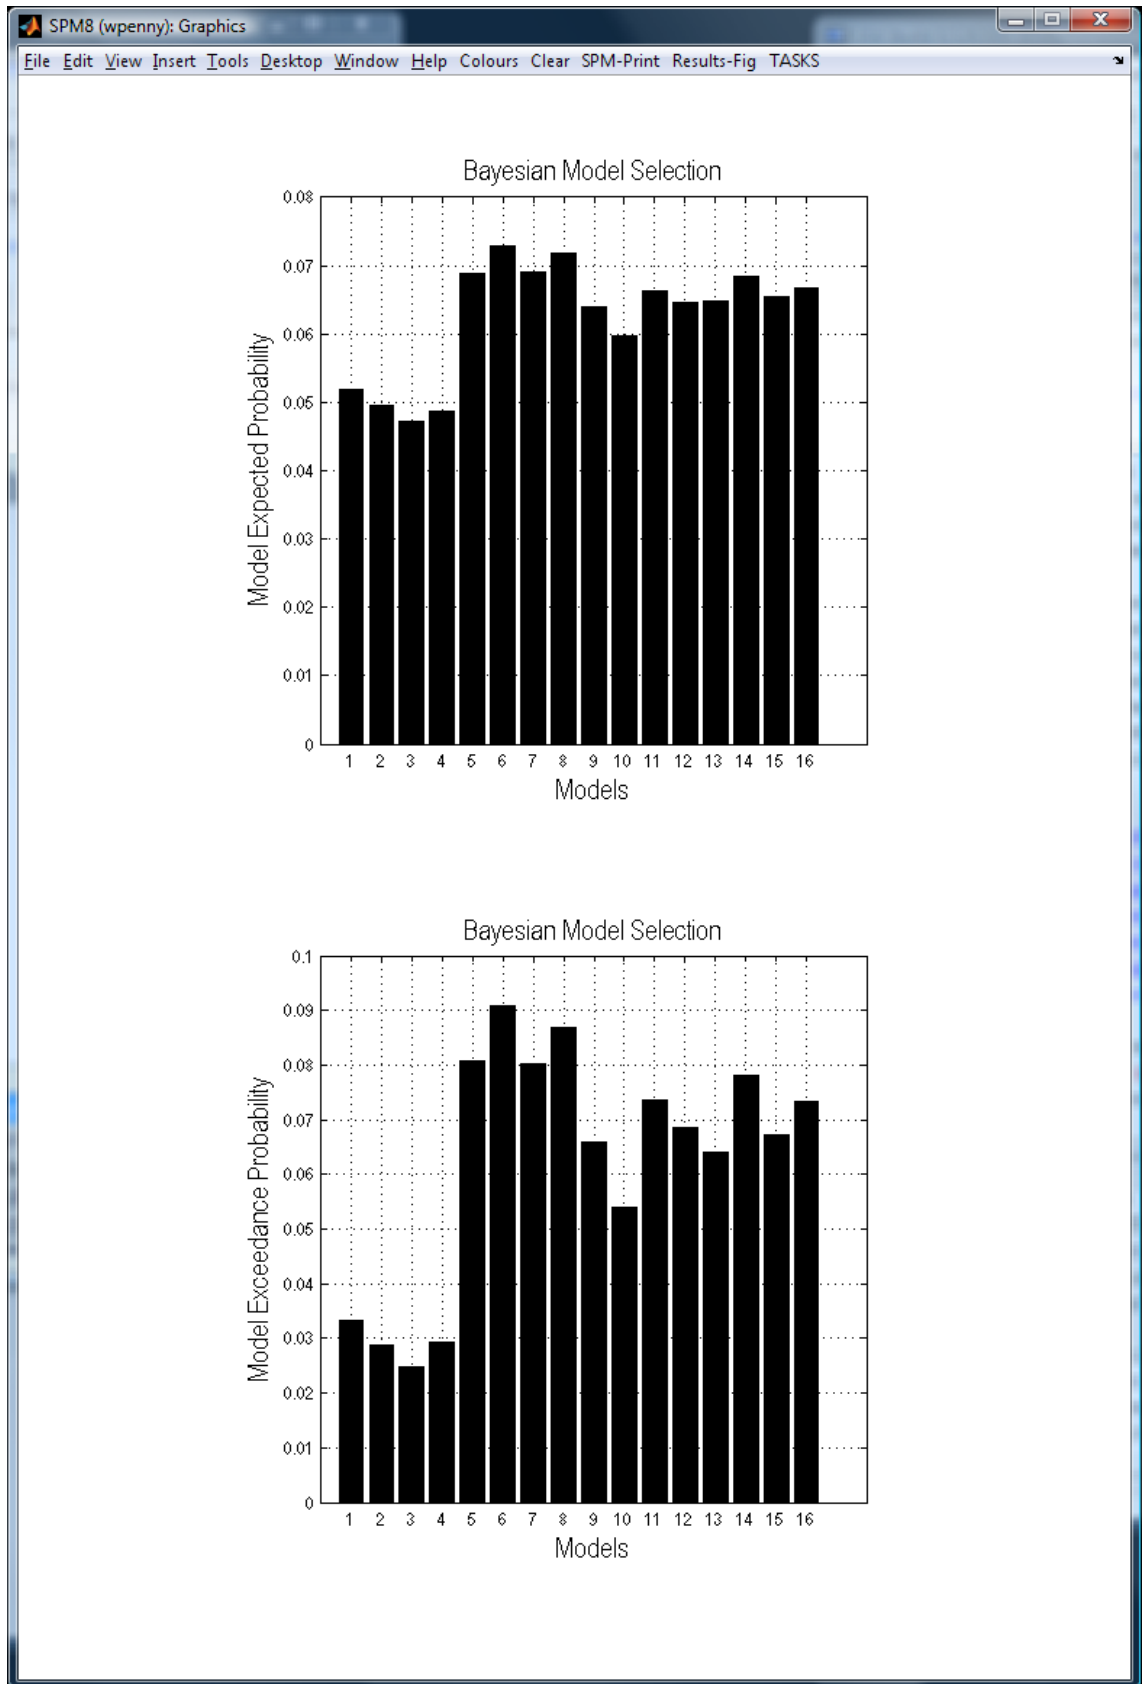 SPM8 (wpenny): Graphics
File Edit View Insert Tools Desktop Window Help Colours Clear SPM-Print Results-Fig TASKS
Bayesian Model Selection
0.08
0.07
0.06
0.05
0.04
0.03
0.02
0.01
0
Model Expected Probability
1 2 3 4 5 6 7 8 9 10 11 12 13 14 15 16
Models
Bayesian Model Selection
0.1
0.09
0.08
0.07
0.06
0.05
0.04
0.03
0.02
0.01
0
Model Exceedance Probability
1 2 3 4 5 6 7 8 9 10 11 12 13 14 15 16
Models